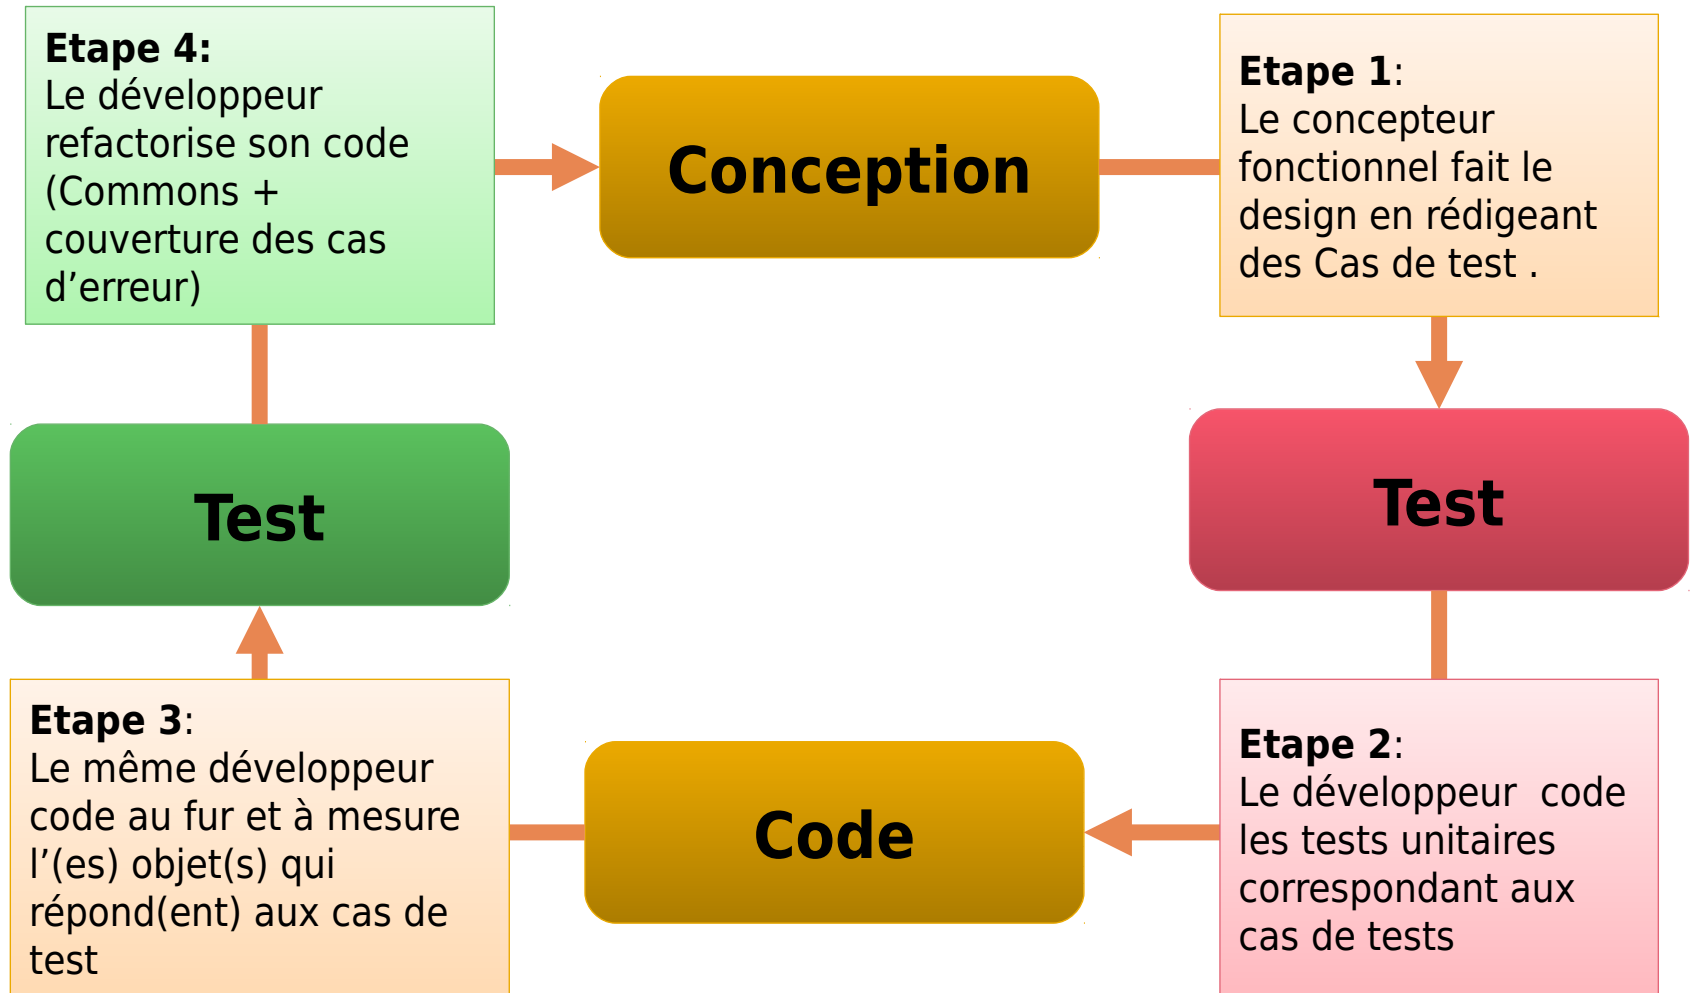 Etape 4:
Le développeur
refactorise son code
(Commons +
couverture des cas
d’erreur)
Conception
Etape 1:
Le concepteur
fonctionnel fait le
design en rédigeant
des Cas de test .
Test
Test
Etape 3:
Le même développeur
code au fur et à mesure
l’(es) objet(s) qui
répond(ent) aux cas de
test
Code
Etape 2:
Le développeur  code
les tests unitaires
correspondant aux
cas de tests